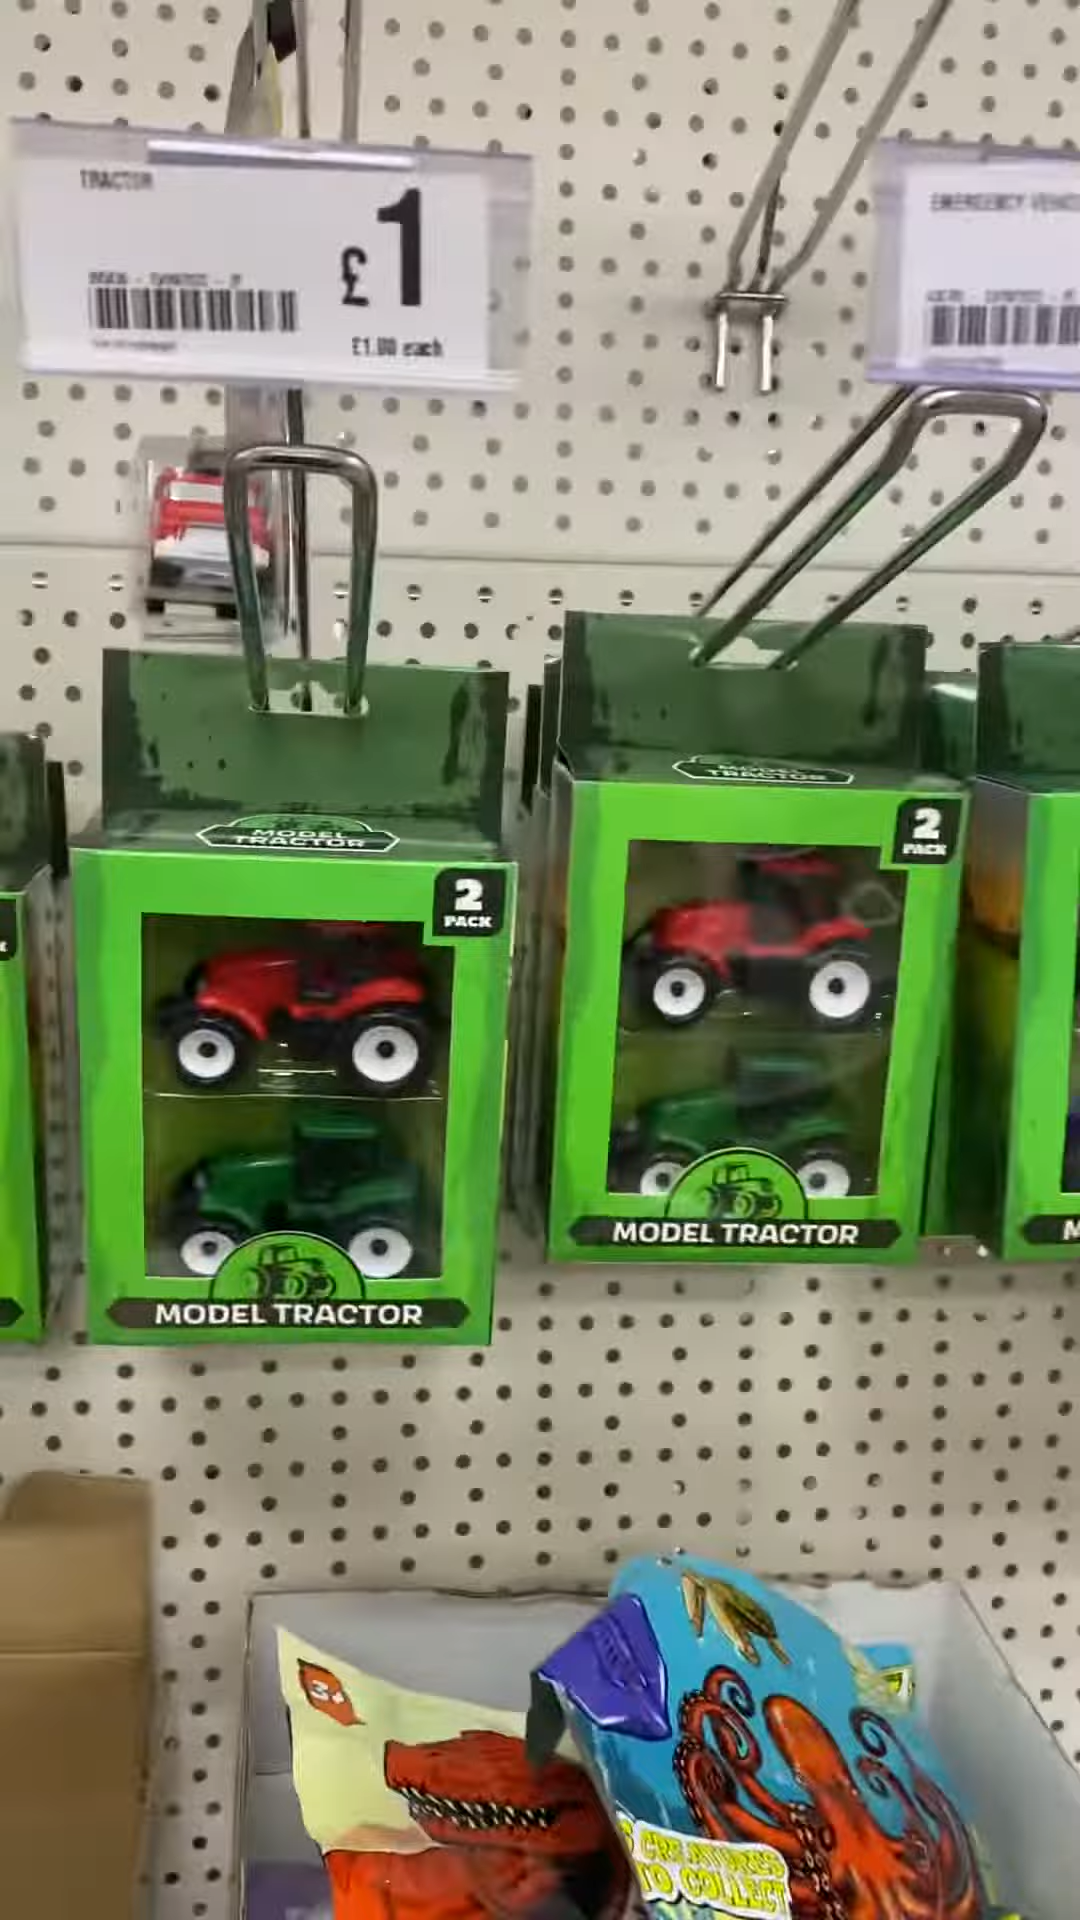 TRACTOR
£1
£1.00 each
EMERGENCY
MODEL
TRACTOR
2
PACK
MODEL TRACTOR
MODEL
TRACTOR
2
PACK
MODEL TRACTOR
3+
CREATURES
TO COLLECT